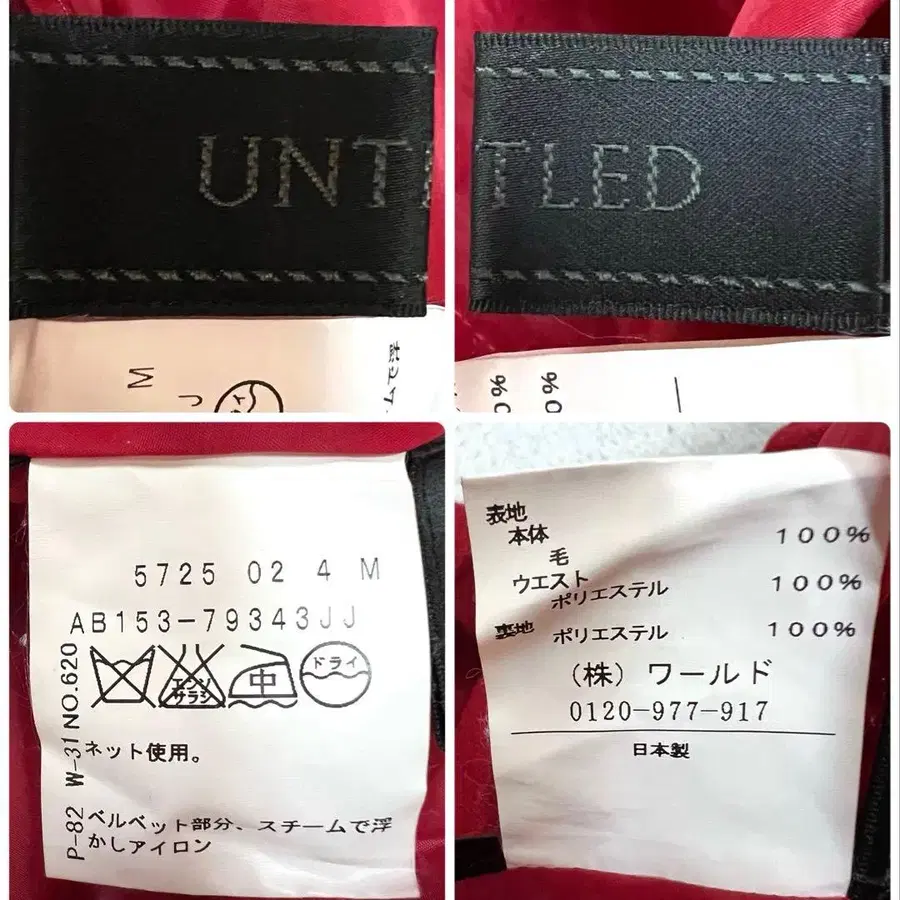 UNTI
TLED
M
J
%0
%0
5725 02 4 M
AB153-79343JJ
エンソ
サラシ
中
ドライ
ネット使用。
ベルベット部分、スチームで浮
かしアイロン
P-82 W-31 NO.620
表地
本体 100%
毛
ウエスト 100%
ポリエステル
裏地 ポリエステル 100%
(株) ワールド
0120-977-917
日本製